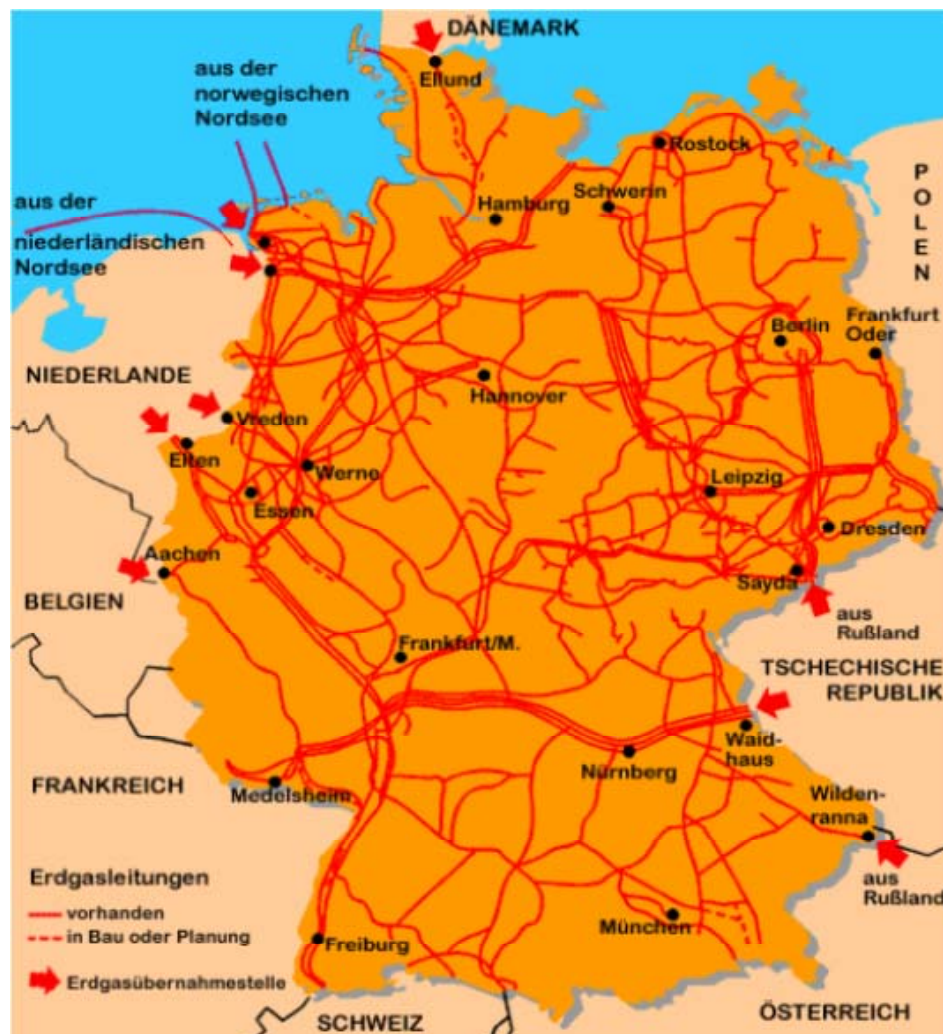 DÄNEMARK
aus der
norwegischen
Nordsee
Ellund
Rostock
aus der
niederländischen
Nordsee
Hamburg
Schwerin
POLEN
Frankfurt
Oder
Berlin
NIEDERLANDE
Hannover
Vreden
Elten
Werne
Essen
Leipzig
Dresden
Aachen
Sayda
BELGIEN
aus
Rußland
Frankfurt/M.
TSCHECHISCHE
REPUBLIK
Waid-
haus
FRANKREICH
Medelsheim
Nürnberg
Wilden-
ranna
Erdgasleitungen
vorhanden
in Bau oder Planung
Erdgasübernahmestelle
aus
Rußland
München
Freiburg
SCHWEIZ
ÖSTERREICH